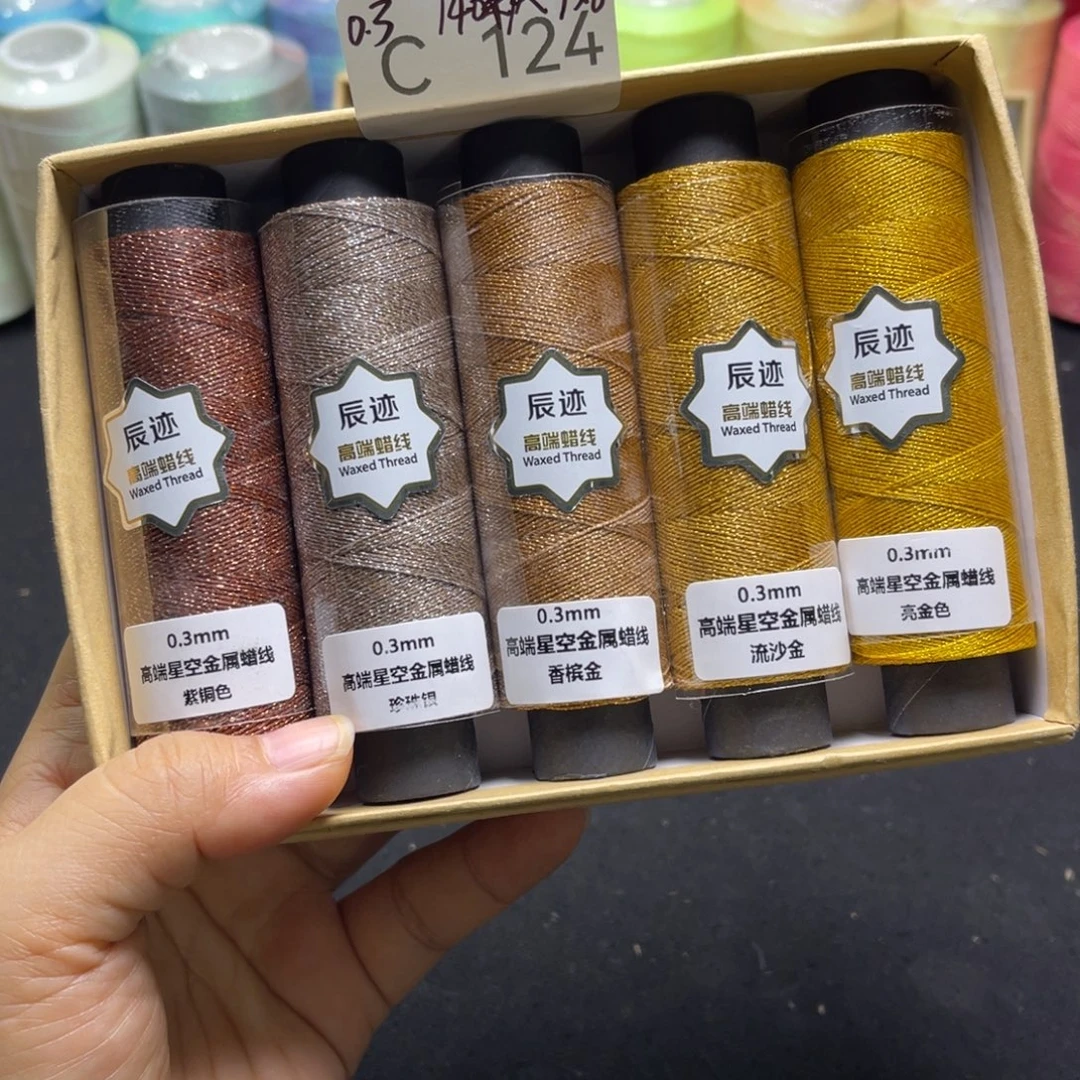 0.3
C 124
辰迹
高端蜡线
Waxed Thread
0.3mm
高端星空金属蜡线
紫铜色
辰迹
高端蜡线
Waxed Thread
0.3mm
高端星空金属蜡线
珍珠银
辰迹
高端蜡线
Waxed Thread
0.3mm
高端星空金属蜡线
香槟金
辰迹
高端蜡线
Waxed Thread
0.3mm
高端星空金属蜡线
流沙金
辰迹
高端蜡线
Waxed Thread
0.3mm
高端星空金属蜡线
亮金色